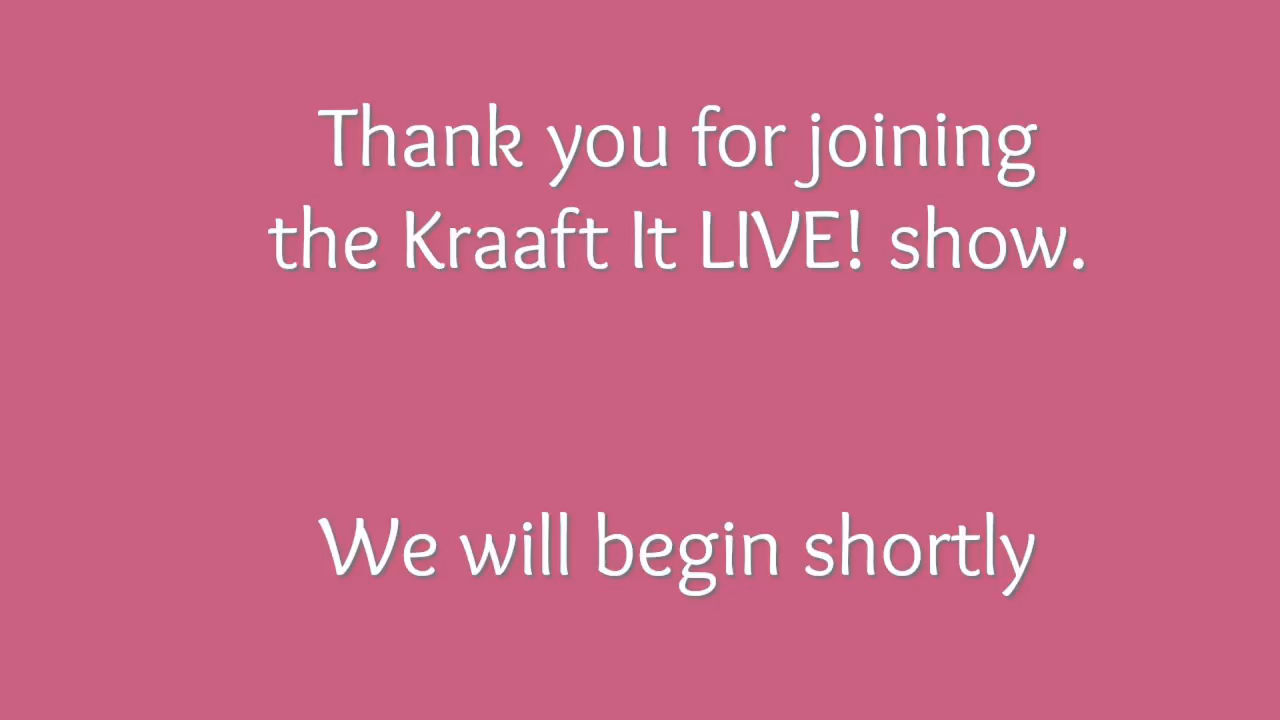 Thank you for joining
the Kraaft It LIVE! show.
We will begin shortly